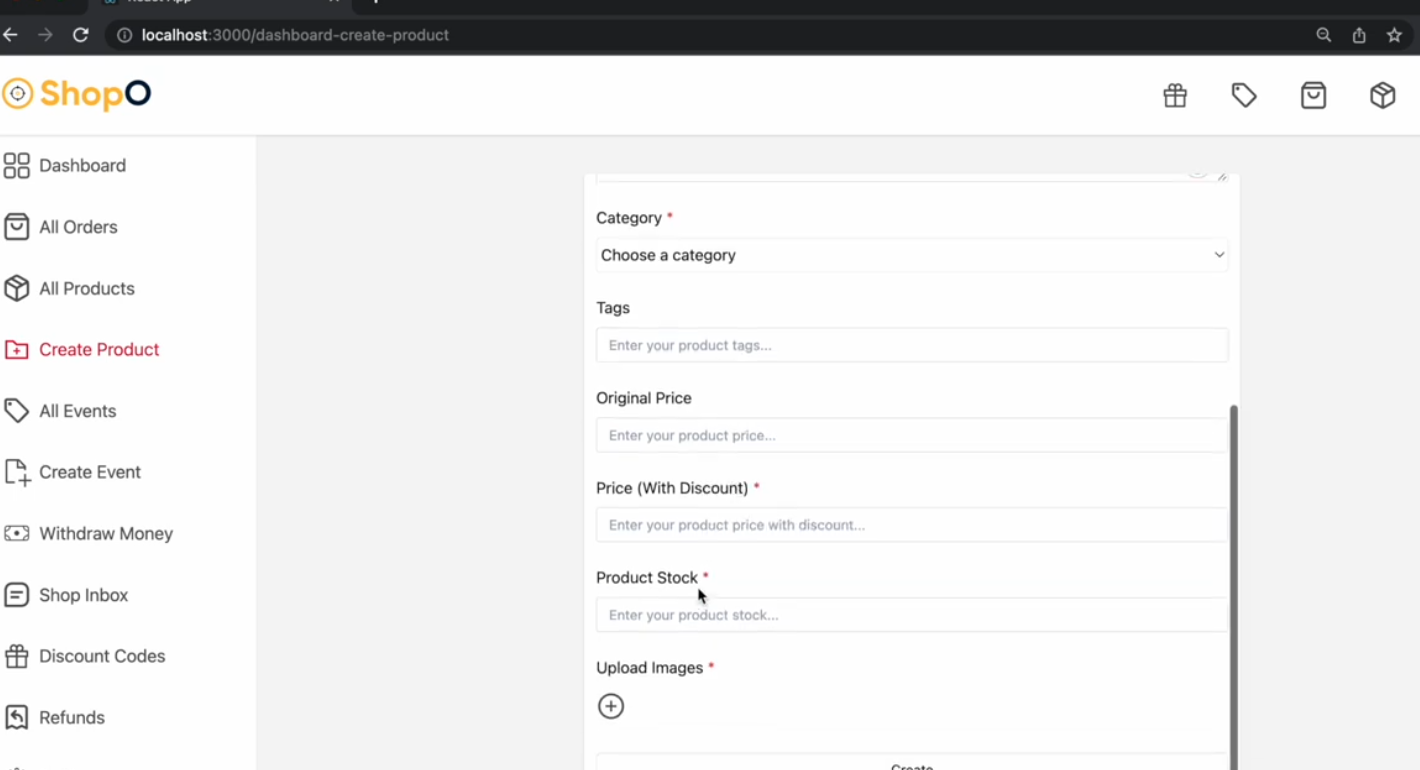 localhost:3000/dashboard-create-product
ShopO
Dashboard
All Orders
All Products
Create Product
All Events
Create Event
Withdraw Money
Shop Inbox
Discount Codes
Refunds
Category *
Choose a category
Tags
Enter your product tags...
Original Price
Enter your product price...
Price (With Discount) *
Enter your product price with discount...
Product Stock *
Enter your product stock...
Upload Images *
Create